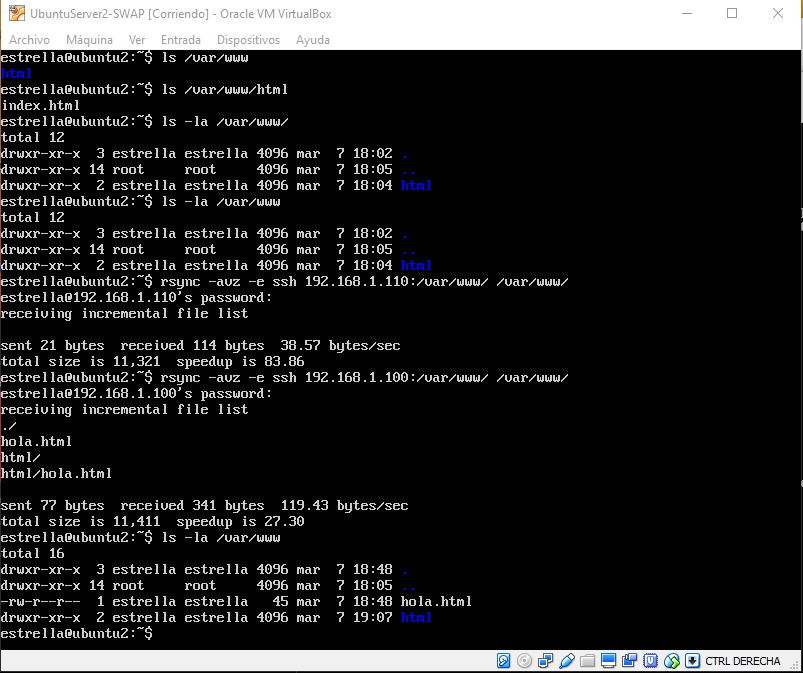 UbuntuServer2-SWAP [Corriendo] - Oracle VM VirtualBox
Archivo Máquina Ver Entrada Dispositivos Ayuda
estrella@ubuntu2:~$ ls /var/www
html
estrella@ubuntu2:~$ ls /var/www/html
index.html
estrella@ubuntu2:~$ ls -la /var/www/
total 12
drwxr-xr-x  3 estrella estrella 4096 mar  7 18:02 .
drwxr-xr-x 14 root     root     4096 mar  7 18:05 ..
drwxr-xr-x  2 estrella estrella 4096 mar  7 18:04 html
estrella@ubuntu2:~$ ls -la /var/www
total 12
drwxr-xr-x  3 estrella estrella 4096 mar  7 18:02 .
drwxr-xr-x 14 root     root     4096 mar  7 18:05 ..
drwxr-xr-x  2 estrella estrella 4096 mar  7 18:04 html
estrella@ubuntu2:~$ rsync -avz -e ssh 192.168.1.110:/var/www/ /var/www/
estrella@192.168.1.110's password:
receiving incremental file list
sent 21 bytes  received 114 bytes  38.57 bytes/sec
total size is 11,321  speedup is 83.86
estrella@ubuntu2:~$ rsync -avz -e ssh 192.168.1.100:/var/www/ /var/www/
estrella@192.168.1.100's password:
receiving incremental file list
./
hola.html
html/
html/hola.html
sent 77 bytes  received 341 bytes  119.43 bytes/sec
total size is 11,411  speedup is 27.30
estrella@ubuntu2:~$ ls -la /var/www
total 16
drwxr-xr-x  3 estrella estrella 4096 mar  7 18:48 .
drwxr-xr-x 14 root     root     4096 mar  7 18:05 ..
-rw-r--r--  1 estrella estrella   45 mar  7 18:48 hola.html
drwxr-xr-x  2 estrella estrella 4096 mar  7 19:07 html
estrella@ubuntu2:~$
CTRL DERECHA